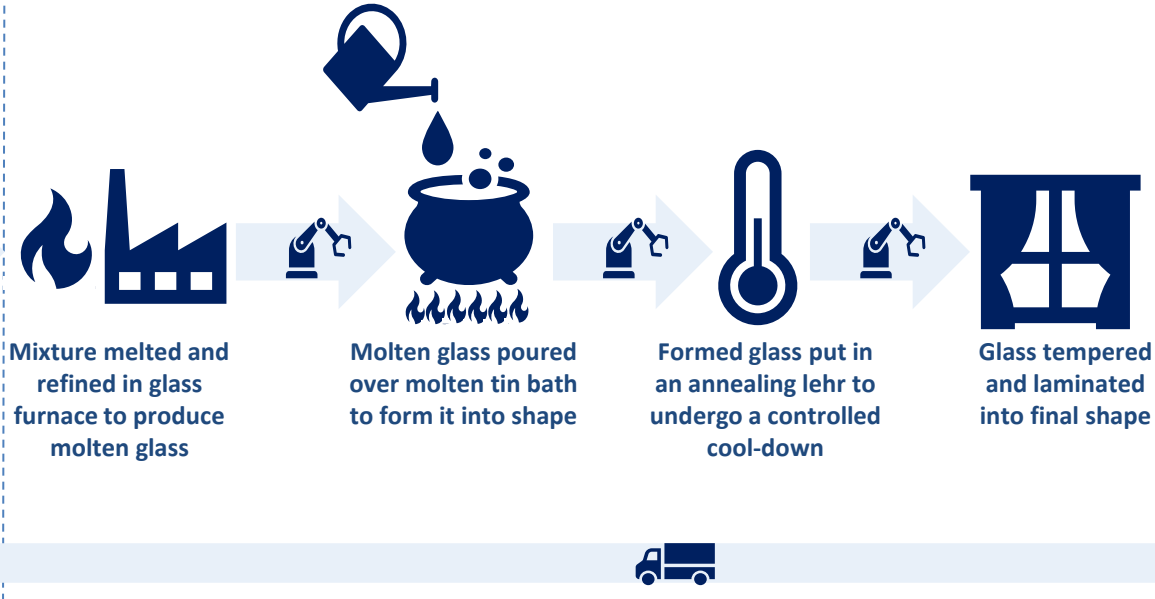 Mixture melted and
refined in glass
furnace to produce
molten glass
Molten glass poured
over molten tin bath
to form it into shape
Formed glass put in
an annealing lehr to
undergo a controlled
cool-down
Glass tempered
and laminated
into final shape